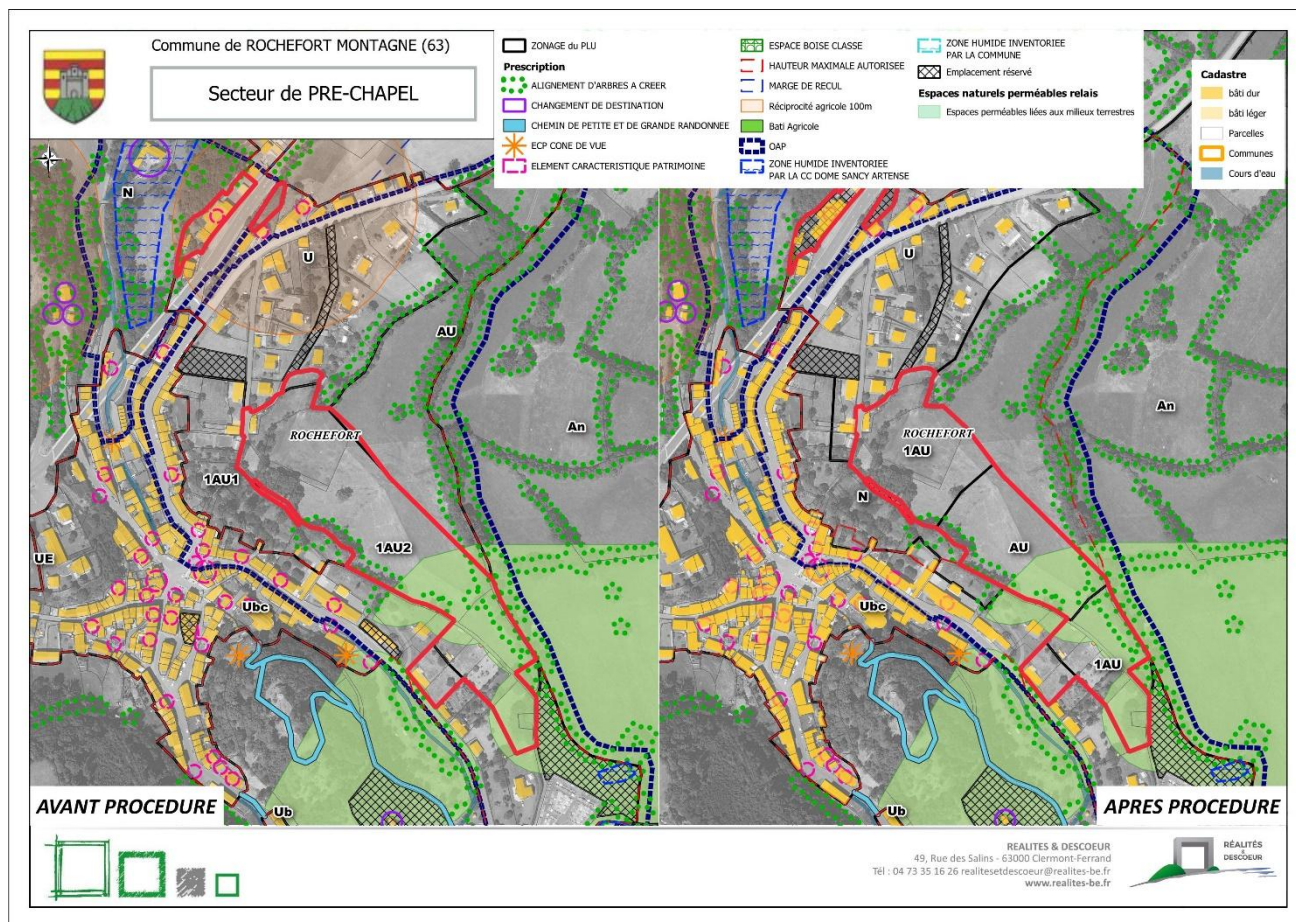 Commune de ROCHEFORT MONTAGNE (63)
Secteur de PRE-CHAPEL
ZONAGE du PLU
Prescription
ALIGNEMENT D'ARBRES A CREER
CHANGEMENT DE DESTINATION
CHEMIN DE PETITE ET DE GRANDE RANDONNEE
ECP CONE DE VUE
ELEMENT CARACTERISTIQUE PATRIMOINE
ESPACE BOISE CLASSE
HAUTEUR MAXIMALE AUTORISEE
MARGE DE RECUL
Réciprocité agricole 100m
Bati Agricole
OAP
ZONE HUMIDE INVENTORIEE
PAR LA CC DOME SANCY ARTENSE
ZONE HUMIDE INVENTORIEE
PAR LA COMMUNE
Emplacement réservé
Espaces naturels perméables relais
Espaces perméables liées aux milieux terrestres
Cadastre
bâti dur
bâti léger
Parcelles
Communes
Cours d'eau
N
U
AU
An
ROCHEFORT
1AU1
1AU2
UE
Ubc
Ub
AVANT PROCEDURE
U
An
ROCHEFORT
1AU
N
AU
Ubc
1AU
Ub
APRES PROCEDURE
REALITES & DESCOEUR
49, Rue des Salins - 63000 Clermont-Ferrand
Tél : 04 73 35 16 26 realitesetdescoeur@realites-be.fr
www.realites-be.fr
RÉALITÉS
&
DESCOEUR